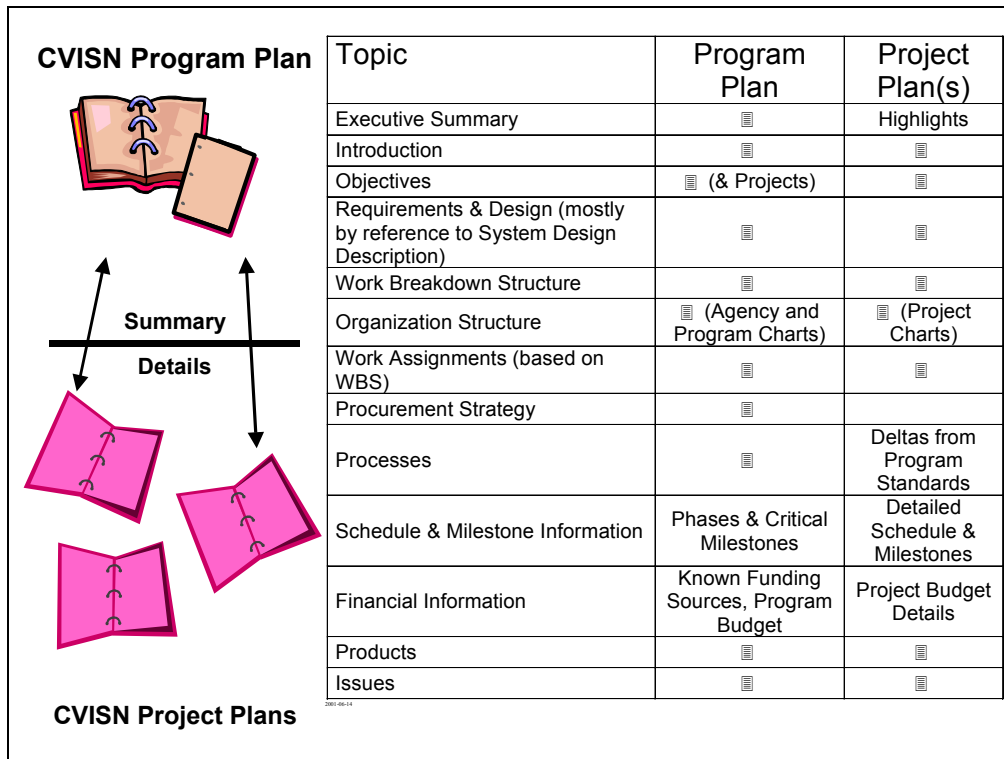 CVISN Program Plan
Summary
Details
CVISN Project Plans
Topic
Program
Plan
Project
Plan(s)
Executive Summary
Highlights
Introduction
Objectives
(& Projects)
Requirements & Design (mostly
by reference to System Design
Description)
Work Breakdown Structure
Organization Structure
(Agency and
Program Charts)
(Project
Charts)
Work Assignments (based on
WBS)
Procurement Strategy
Processes
Deltas from
Program
Standards
Schedule & Milestone Information
Phases & Critical
Milestones
Detailed
Schedule &
Milestones
Financial Information
Known Funding
Sources, Program
Budget
Project Budget
Details
Products
Issues
2001-06-14